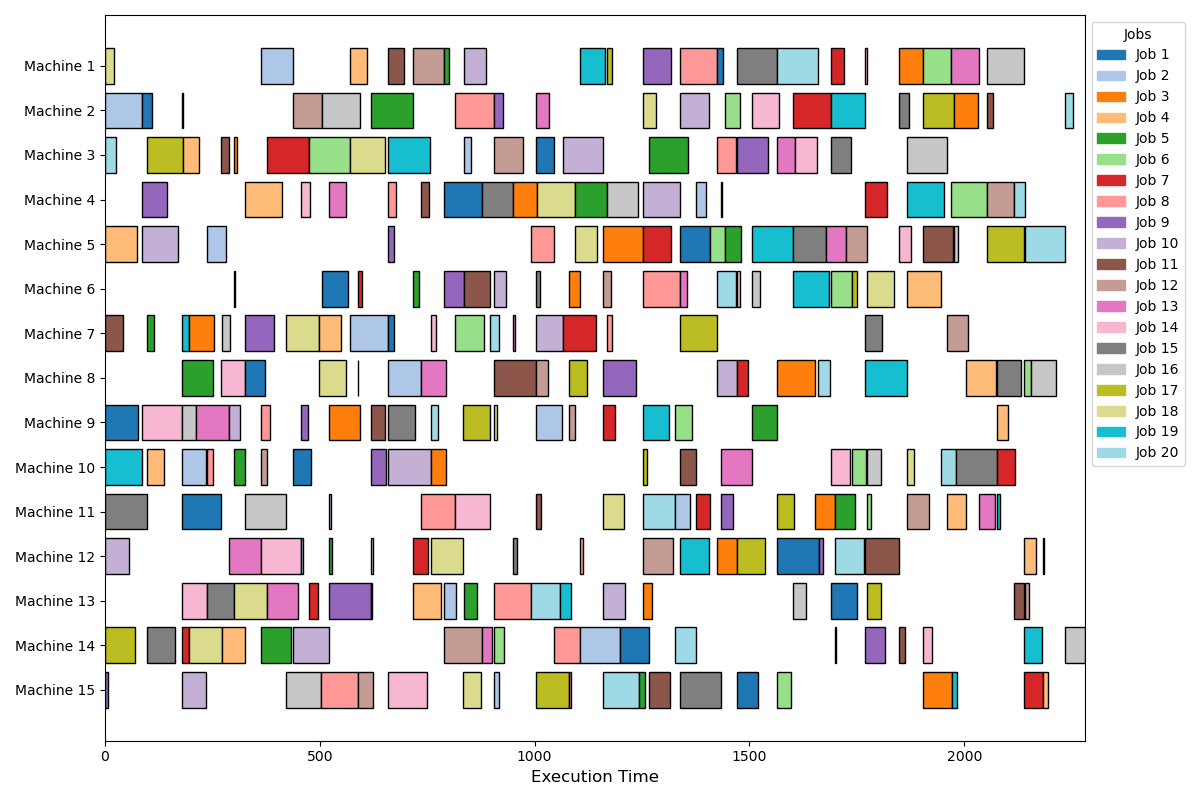 Machine 1
Machine 2
Machine 3
Machine 4
Machine 5
Machine 6
Machine 7
Machine 8
Machine 9
Machine 10
Machine 11
Machine 12
Machine 13
Machine 14
Machine 15
0 500 1000 1500 2000
Execution Time
Jobs
Job 1
Job 2
Job 3
Job 4
Job 5
Job 6
Job 7
Job 8
Job 9
Job 10
Job 11
Job 12
Job 13
Job 14
Job 15
Job 16
Job 17
Job 18
Job 19
Job 20